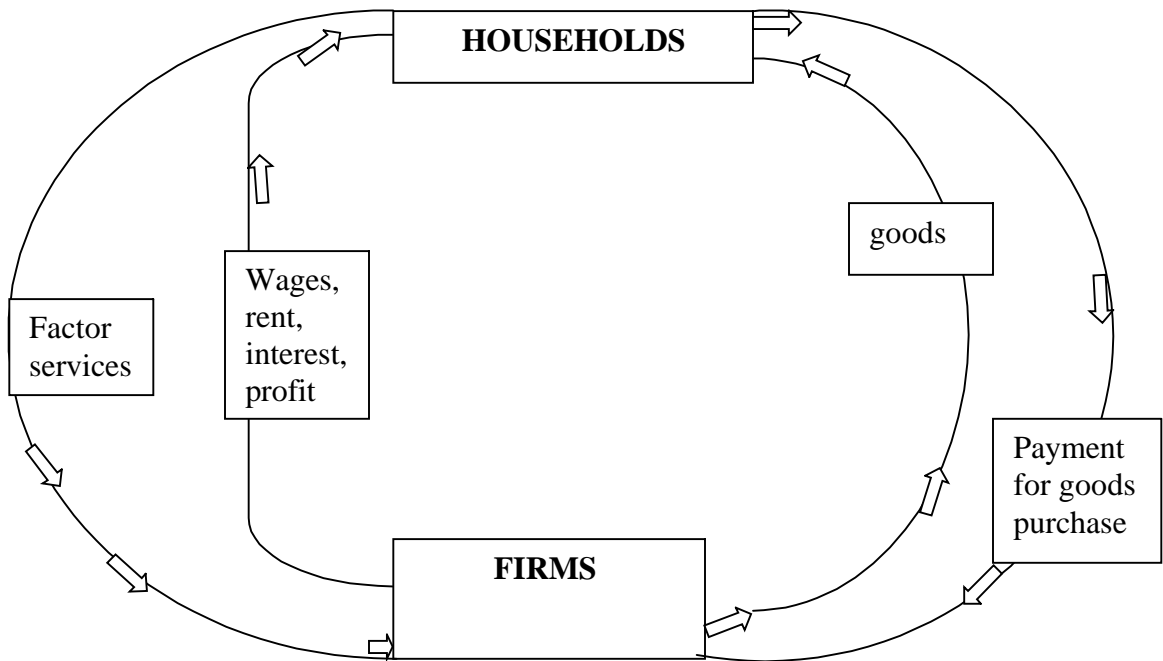 HOUSEHOLDS
goods
Wages,
rent,
interest,
profit
Factor
services
Payment
for goods
purchase
FIRMS